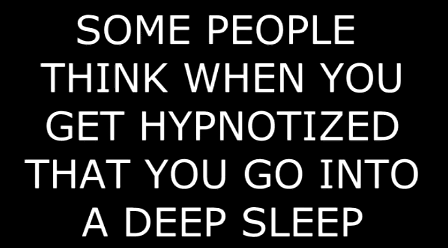 SOME PEOPLE
THINK WHEN YOU
GET HYPNOTIZED
THAT YOU GO INTO
A DEEP SLEEP